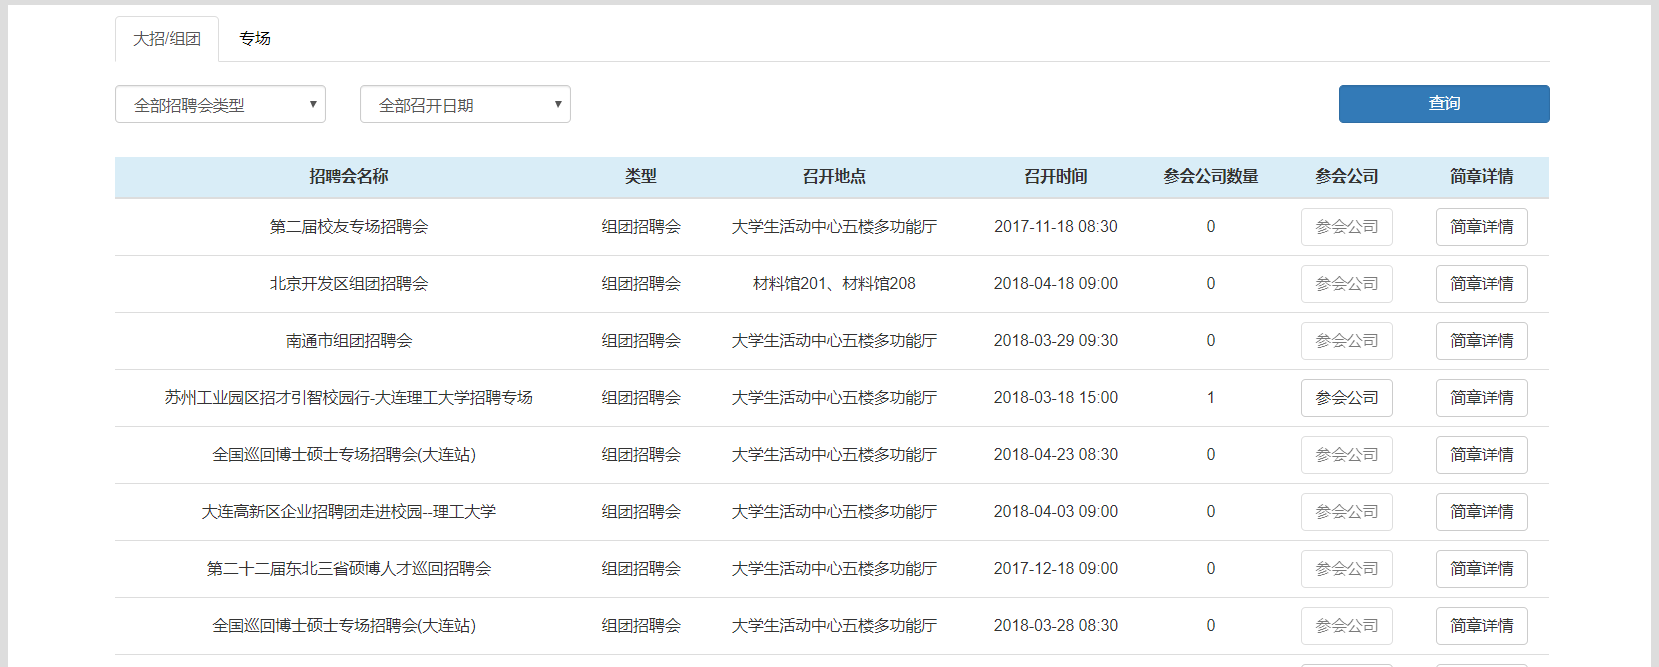 大招/组团 专场
全部招聘会类型 全部召开日期 查询
招聘会名称 类型 召开地点 召开时间 参会公司数量 参会公司 简章详情
第二届校友专场招聘会 组团招聘会 大学生活动中心五楼多功能厅 2017-11-18 08:30 0 参会公司 简章详情
北京开发区组团招聘会 组团招聘会 材料馆201、材料馆208 2018-04-18 09:00 0 参会公司 简章详情
南通市组团招聘会 组团招聘会 大学生活动中心五楼多功能厅 2018-03-29 09:30 0 参会公司 简章详情
苏州工业园区招才引智校园行-大连理工大学招聘专场 组团招聘会 大学生活动中心五楼多功能厅 2018-03-18 15:00 1 参会公司 简章详情
全国巡回博士硕士专场招聘会(大连站) 组团招聘会 大学生活动中心五楼多功能厅 2018-04-23 08:30 0 参会公司 简章详情
大连高新区企业招聘团走进校园--理工大学 组团招聘会 大学生活动中心五楼多功能厅 2018-04-03 09:00 0 参会公司 简章详情
第二十二届东北三省硕博人才巡回招聘会 组团招聘会 大学生活动中心五楼多功能厅 2017-12-18 09:00 0 参会公司 简章详情
全国巡回博士硕士专场招聘会(大连站) 组团招聘会 大学生活动中心五楼多功能厅 2018-03-28 08:30 0 参会公司 简章详情